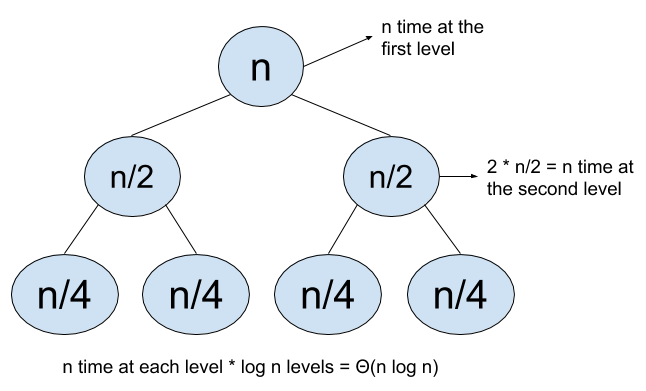 n time at the
first level
n
n/2
n/2
2 * n/2 = n time at
the second level
n/4
n/4
n/4
n/4
n time at each level * log n levels = Θ(n log n)